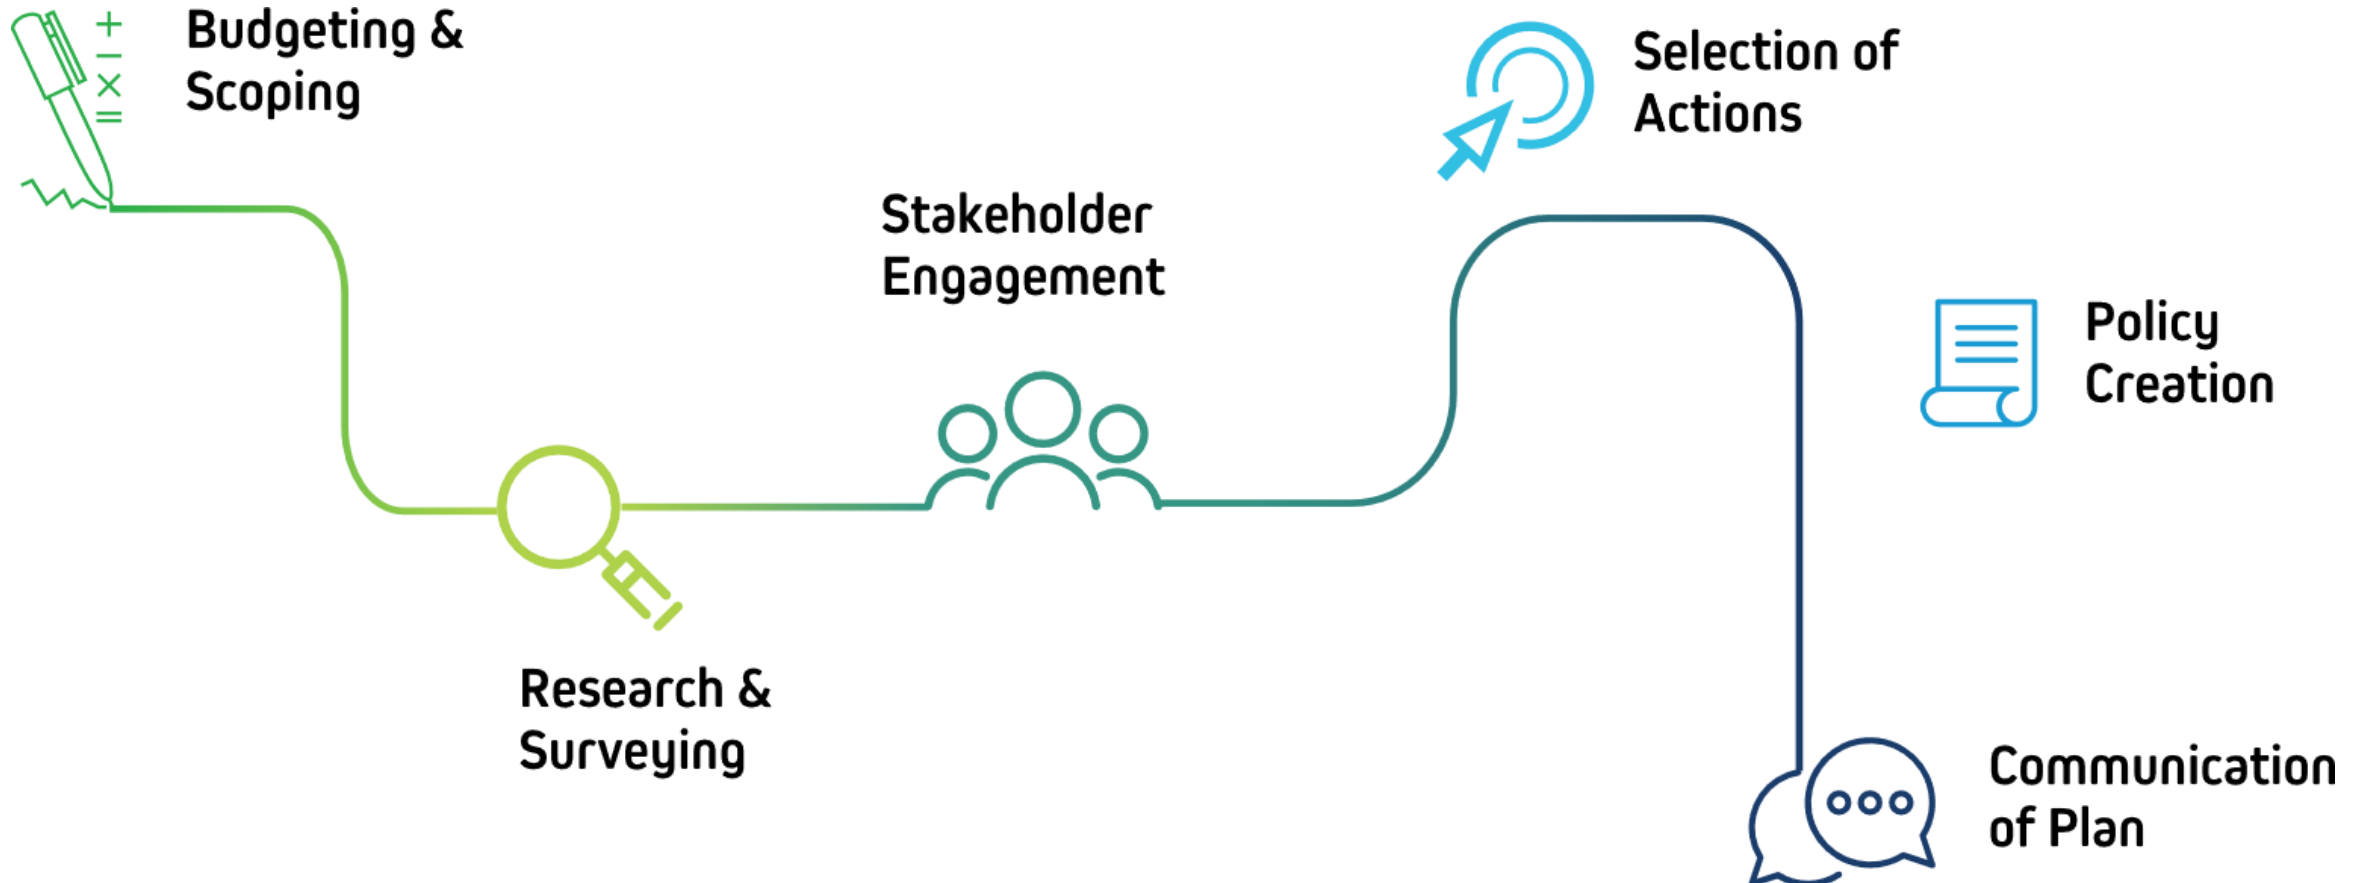 Budgeting &
Scoping
Research &
Surveying
Stakeholder
Engagement
Selection of
Actions
Policy
Creation
Communication
of Plan